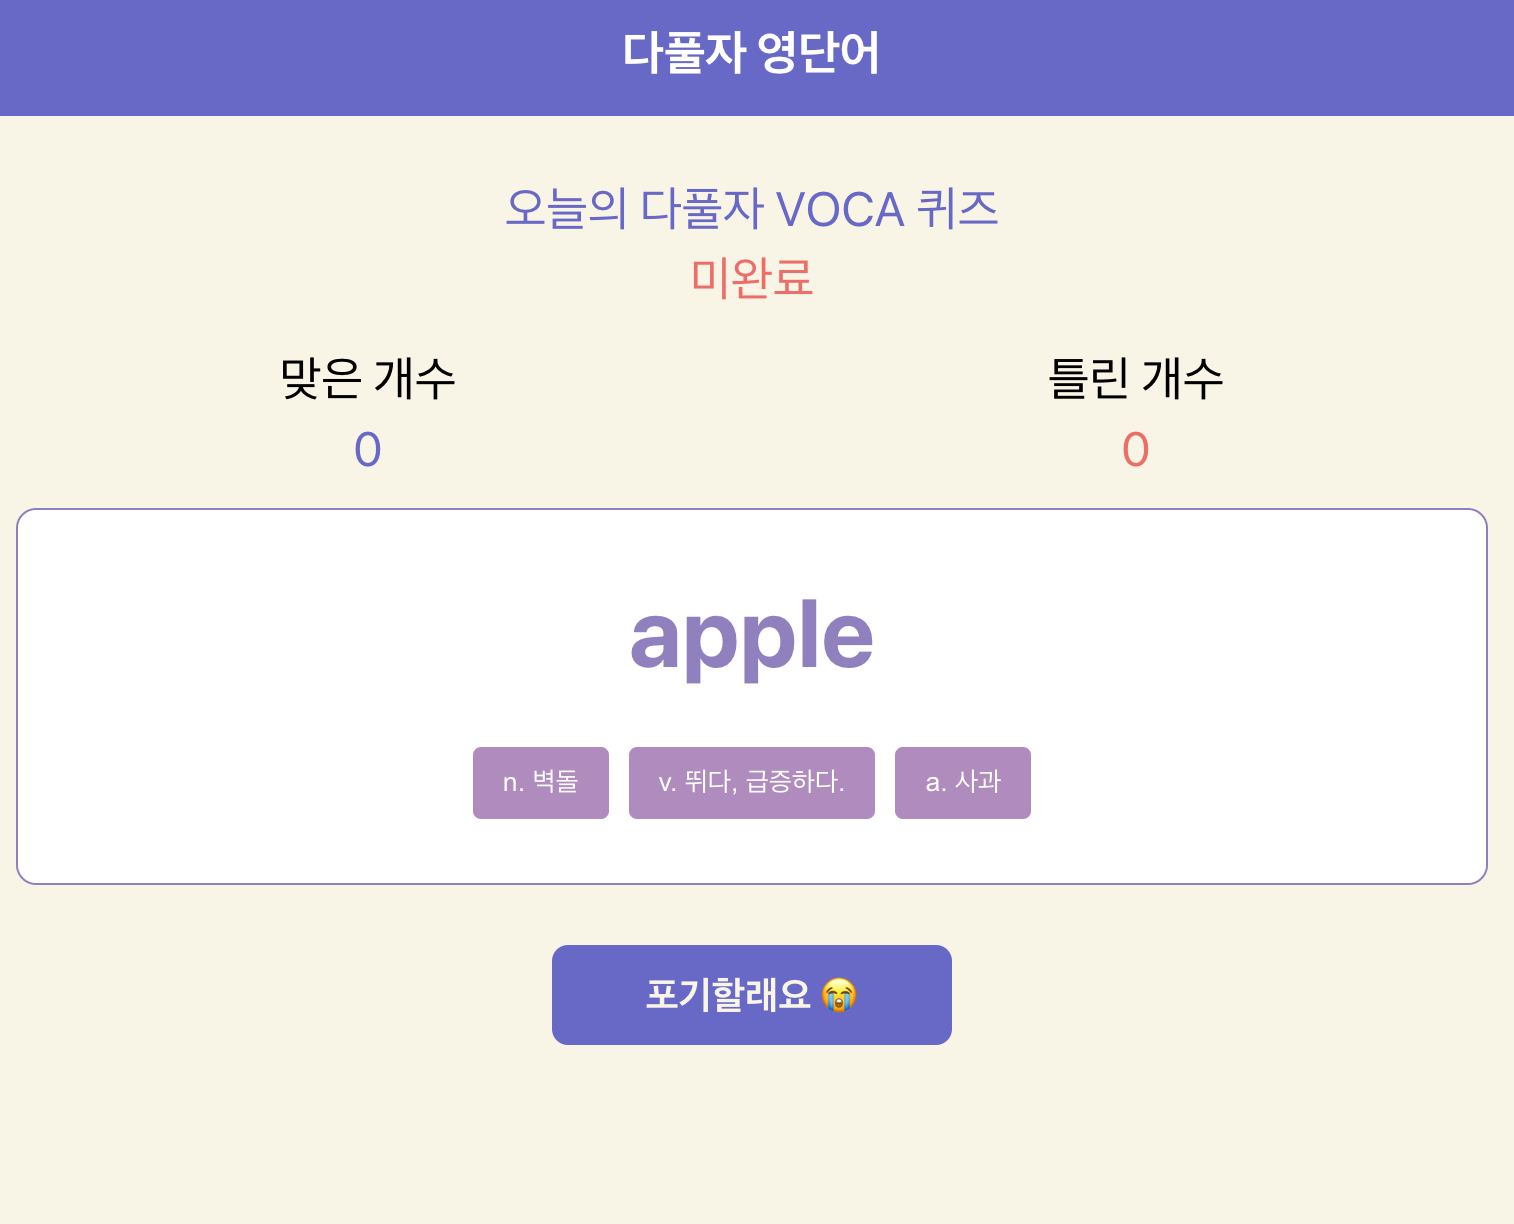 다풀자 영단어
오늘의 다풀자 VOCA 퀴즈
미완료
맞은 개수
틀린 개수
0
0
apple
n. 벽돌
v. 뛰다, 급증하다.
a. 사과
포기할래요 😭